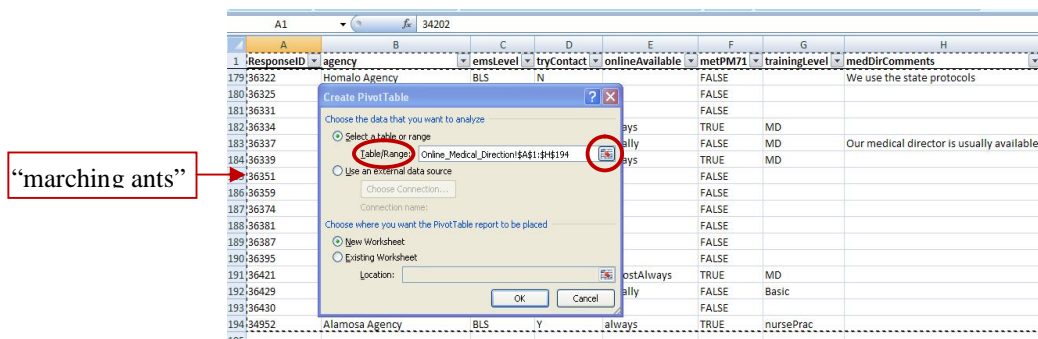 A1 fx 34202
A B C D E F G H
1 ResponseID agency emsLevel tryContact onlineAvailable metPM71 trainingLevel medDirComments
179 36322 Homalo Agency BLS N FALSE We use the state protocols
180 36325 FALSE
181 36331 FALSE
182 36334 ays TRUE MD
183 36337 ally FALSE MD Our medical director is usually available
184 36339 ays TRUE MD
36351 FALSE
186 36359 FALSE
187 36374 FALSE
188 36381 FALSE
189 36387 FALSE
190 36395 FALSE
191 36421 ostAlways TRUE MD
192 36429 ally FALSE Basic
193 36430 FALSE
194 34952 Alamosa Agency BLS Y always TRUE nursePrac
Create PivotTable
Choose the data that you want to analyze
Select a table or range
Table/Range: Online_Medical_Direction!$A$1:$H$194
Use an external data source
Choose Connection...
Connection name:
Choose where you want the PivotTable report to be placed
New Worksheet
Existing Worksheet
Location:
OK Cancel
“marching ants”